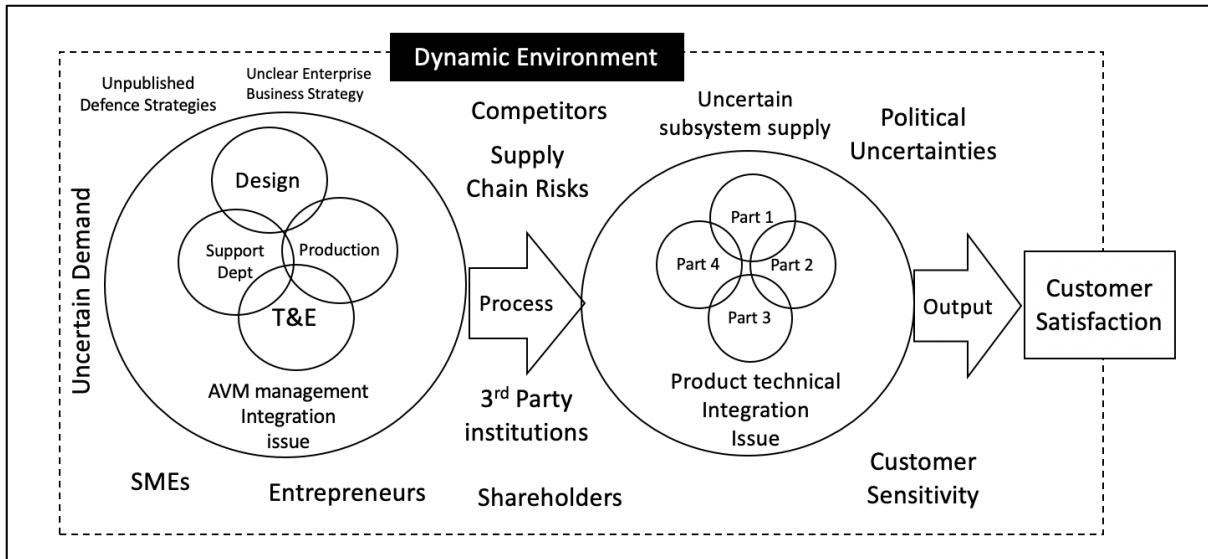 Dynamic Environment
Unpublished
Defence Strategies
Unclear Enterprise
Business Strategy
Competitors
Supply
Chain Risks
Uncertain
subsystem supply
Political
Uncertainties
Uncertain Demand
Design
Support
Dept
Production
T&E
AVM management
Integration
issue
Process
Part 1
Part 4
Part 2
Part 3
Product technical
Integration
Issue
Output
Customer
Satisfaction
3rd Party
institutions
SMEs
Entrepreneurs
Shareholders
Customer
Sensitivity